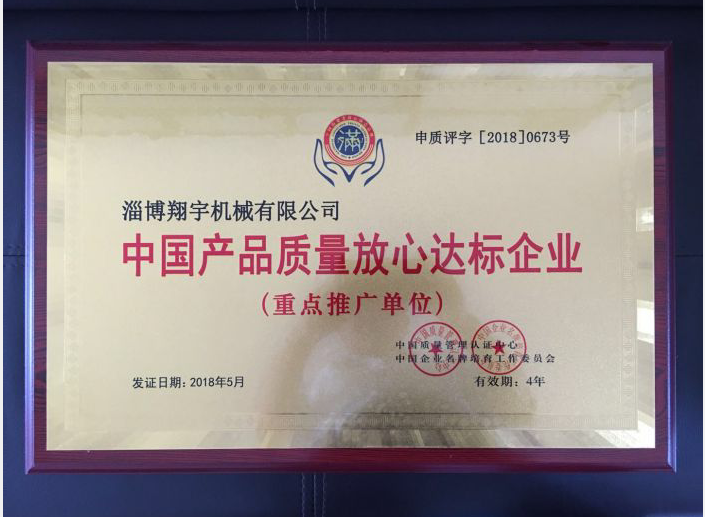 满
申质评字 [2018]0673号
淄博翔宇机械有限公司
中国产品质量放心达标企业
(重点推广单位)
中国质量管理认证中心
中国企业名牌培育工作委员会
发证日期: 2018年5月
有效期: 4年